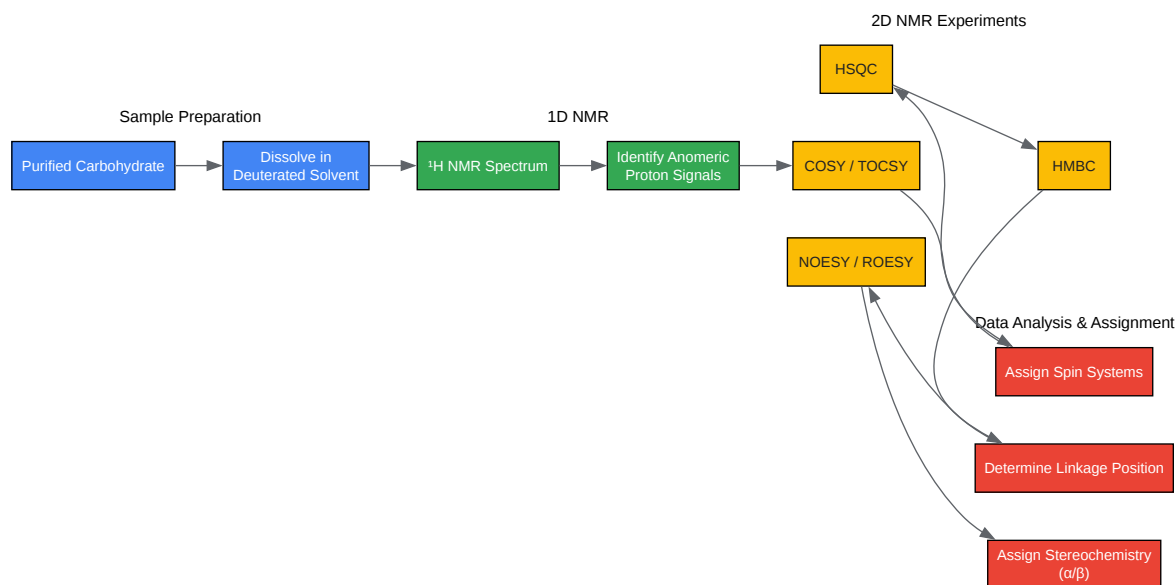 2D NMR Experiments
HSQC
Sample Preparation
1D NMR
Purified Carbohydrate
Dissolve in
Deuterated Solvent
¹H NMR Spectrum
Identify Anomeric
Proton Signals
COSY / TOCSY
HMBC
NOESY / ROESY
Data Analysis & Assignment
Assign Spin Systems
Determine Linkage Position
Assign Stereochemistry
(α/β)